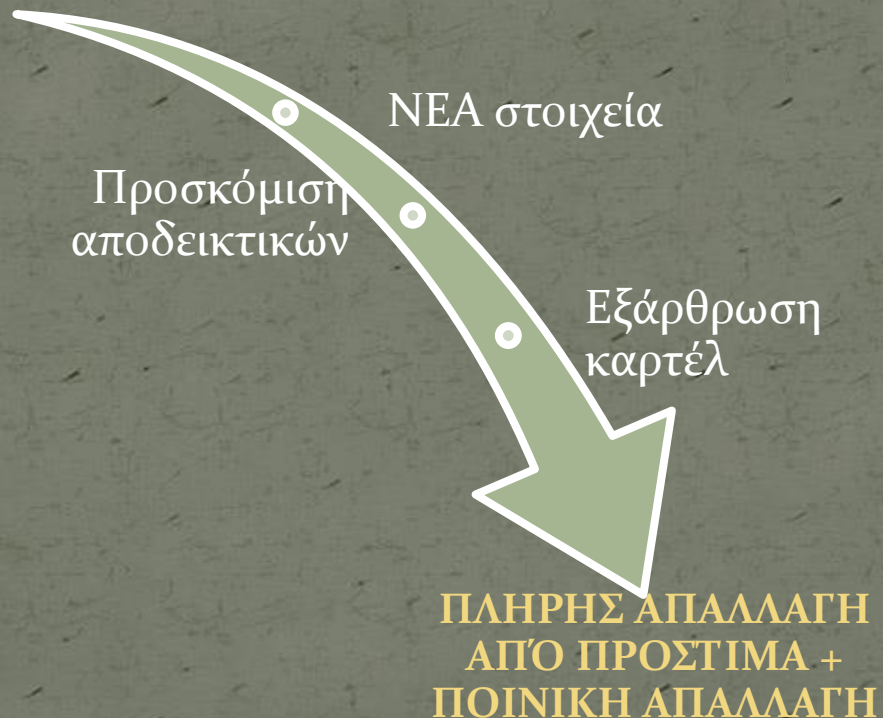 ΝΕΑ στοιχεία
Προσκόμιση
αποδεικτικών
Εξάρθρωση
καρτέλ
ΠΛΗΡΗΣ ΑΠΑΛΛΑΓΗ
ΑΠΌ ΠΡΟΣΤΙΜΑ +
ΠΟΙΝΙΚΗ ΑΠΑΛΛΑΓΗ